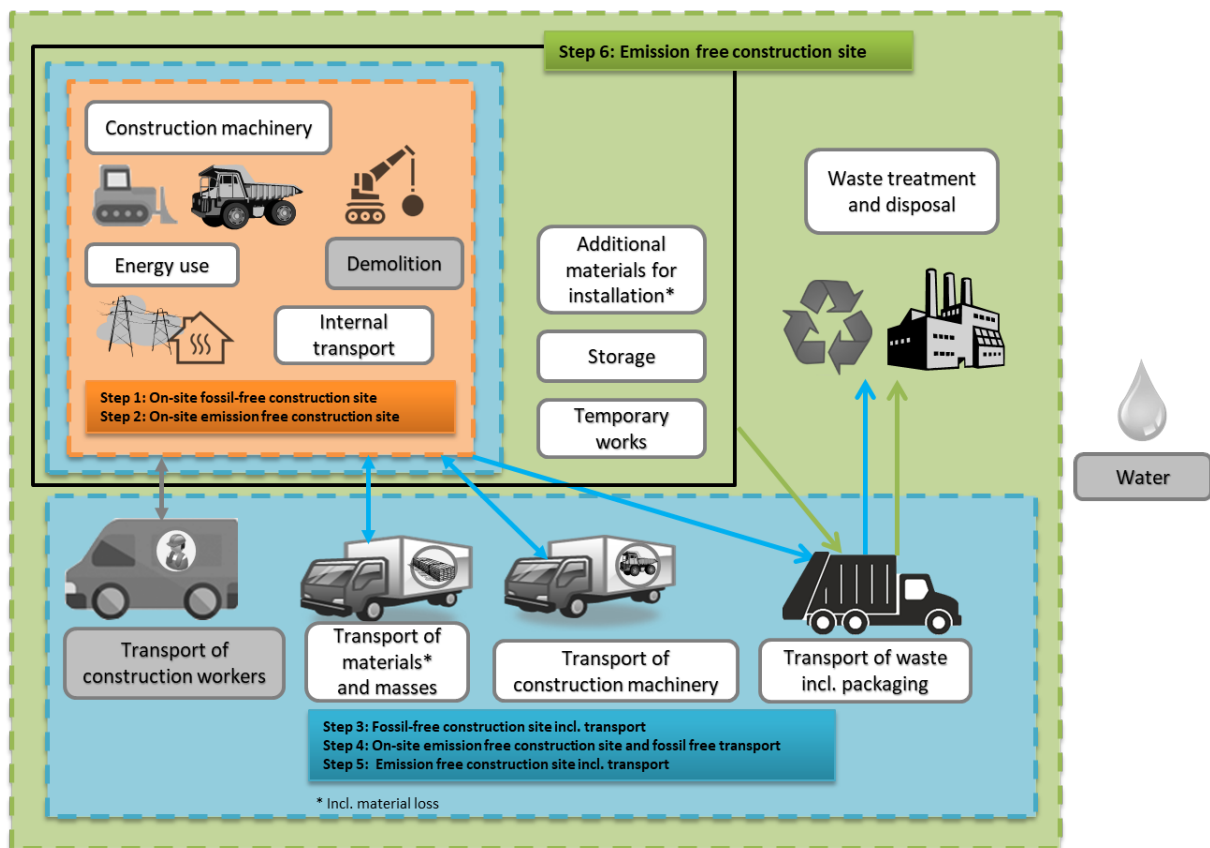 Step 6: Emission free construction site
Construction machinery
Waste treatment
and disposal
Energy use
Demolition
Additional
materials for
installation*
Internal
transport
Storage
Step 1: On-site fossil-free construction site
Step 2: On-site emission free construction site
Temporary
works
Water
Transport of
construction workers
Transport of
materials*
and masses
Transport of
construction machinery
Transport of waste
incl. packaging
Step 3: Fossil-free construction site incl. transport
Step 4: On-site emission free construction site and fossil free transport
Step 5: Emission free construction site incl. transport
* Incl. material loss